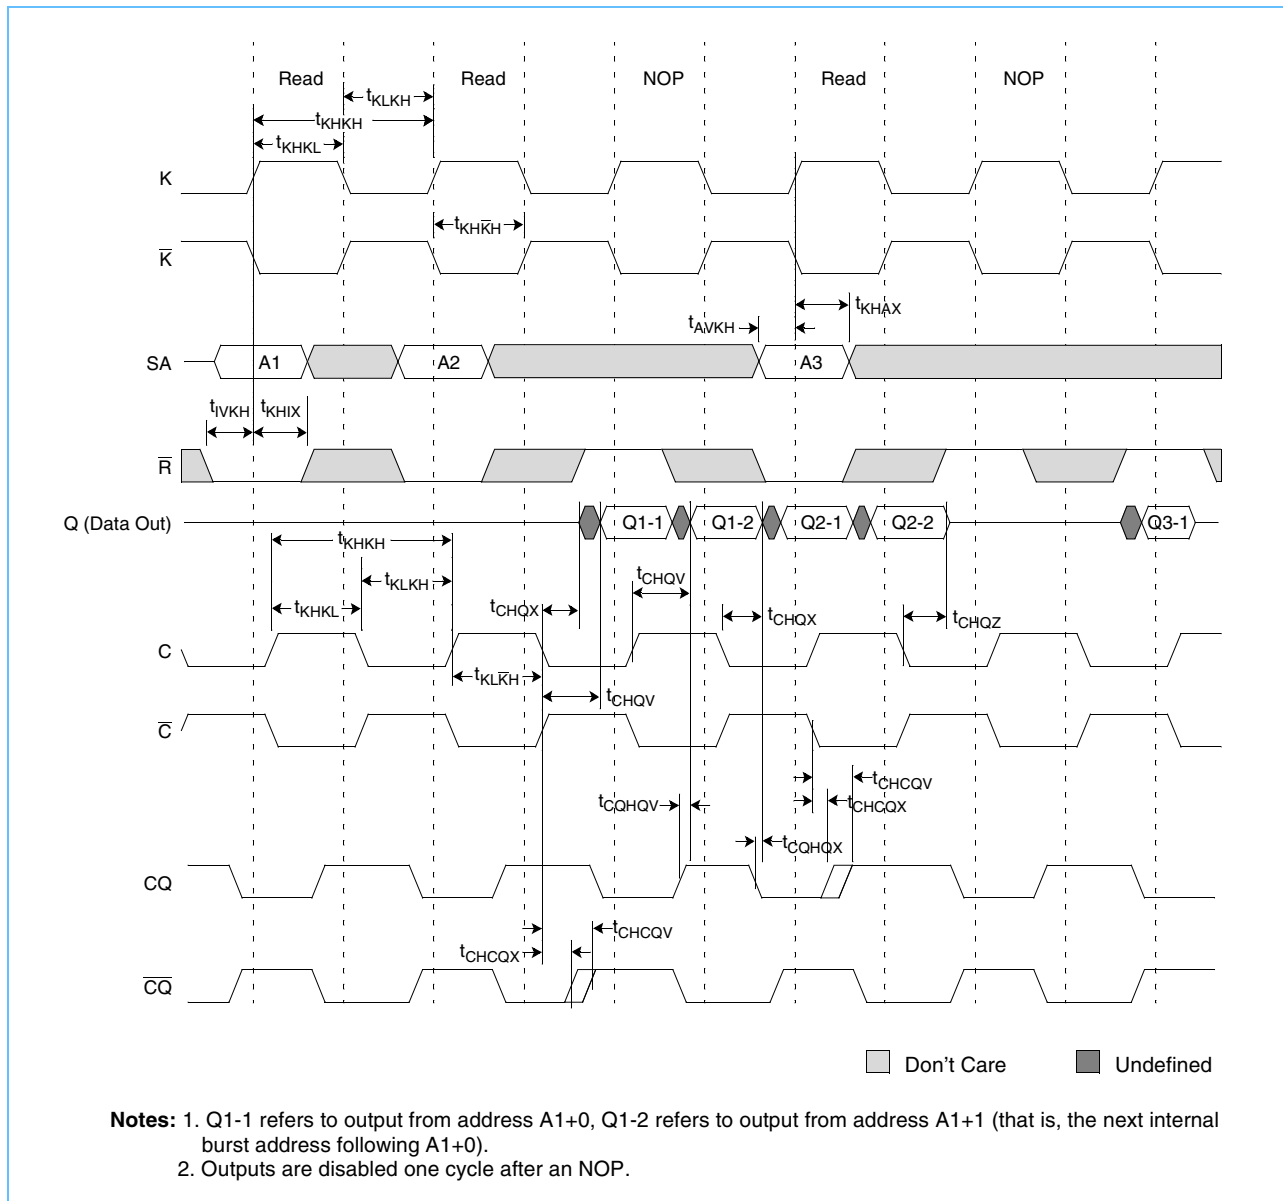 Read Read NOP Read NOP
tKLKH
tKHKH
tKHKL
K
tKHK̅H
K̅
tKHAX
tAVKH
SA A1 A2 A3
tIVKH tKHIX
R̅
Q (Data Out) Q1-1 Q1-2 Q2-1 Q2-2 Q3-1
tKHKH
tCHQV
tKLKH
tKHKL tCHQX tCHQX tCHQZ
C
tKLK̅H
tCHQV
C̅
tCHCQV
tCQHQV tCHCQX
tCQHQX
CQ
tCHCQV
tCHCQX
C̅Q̅
Don't Care Undefined
Notes: 1. Q1-1 refers to output from address A1+0, Q1-2 refers to output from address A1+1 (that is, the next internal
burst address following A1+0).
2. Outputs are disabled one cycle after an NOP.